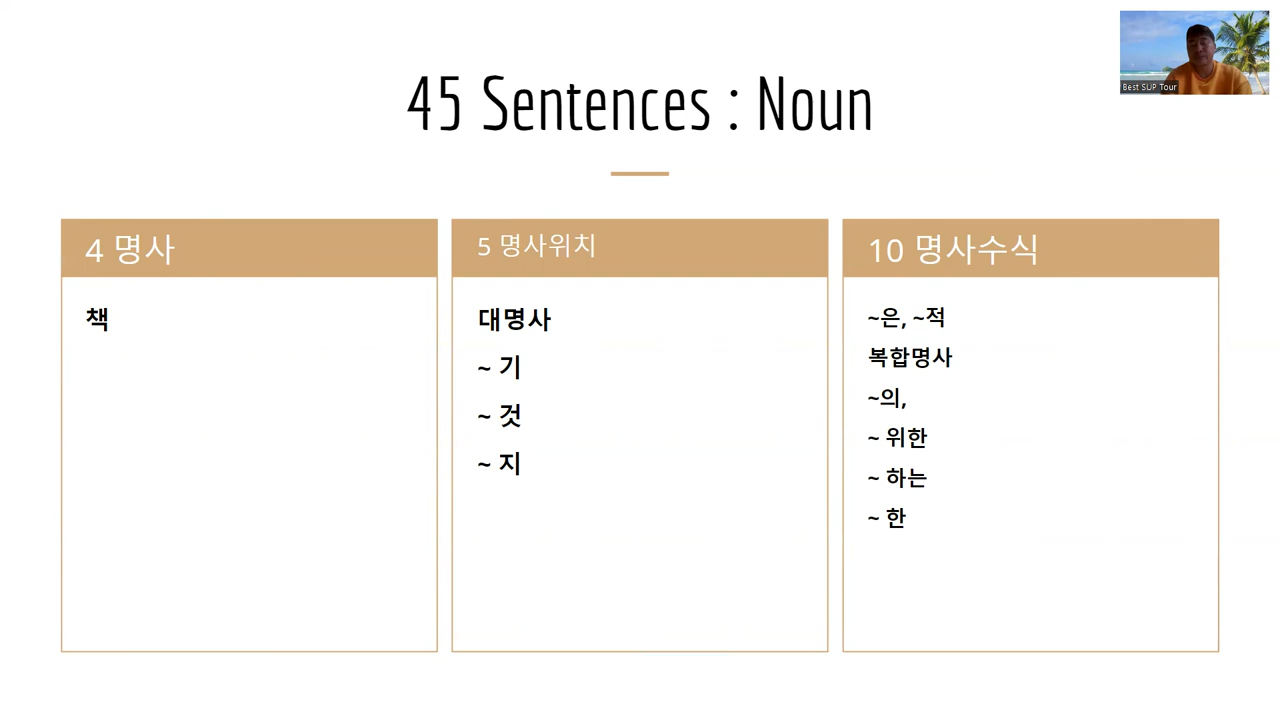 Best SUP Tour
45 Sentences : Noun
4 명사
책
5 명사위치
대명사
~ 기
~ 것
~ 지
10 명사수식
~은, ~적
복합명사
~의,
~ 위한
~ 하는
~ 한